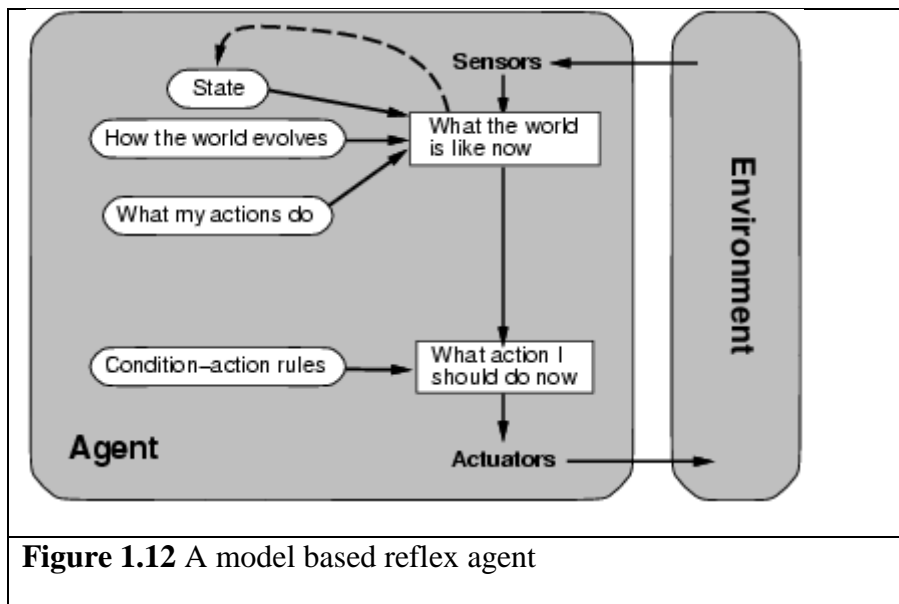 Sensors
State
What the world
is like now
How the world evolves
What my actions do
Environment
Condition–action rules
What action I
should do now
Agent
Actuators
Figure 1.12 A model based reflex agent